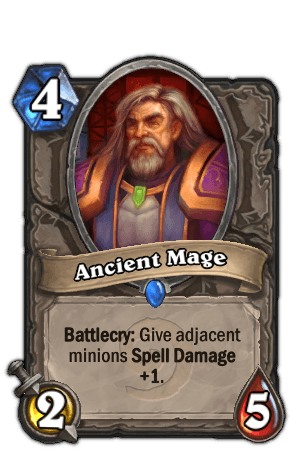 4
Ancient Mage
Battlecry: Give adjacent
minions Spell Damage
+1.
2
5